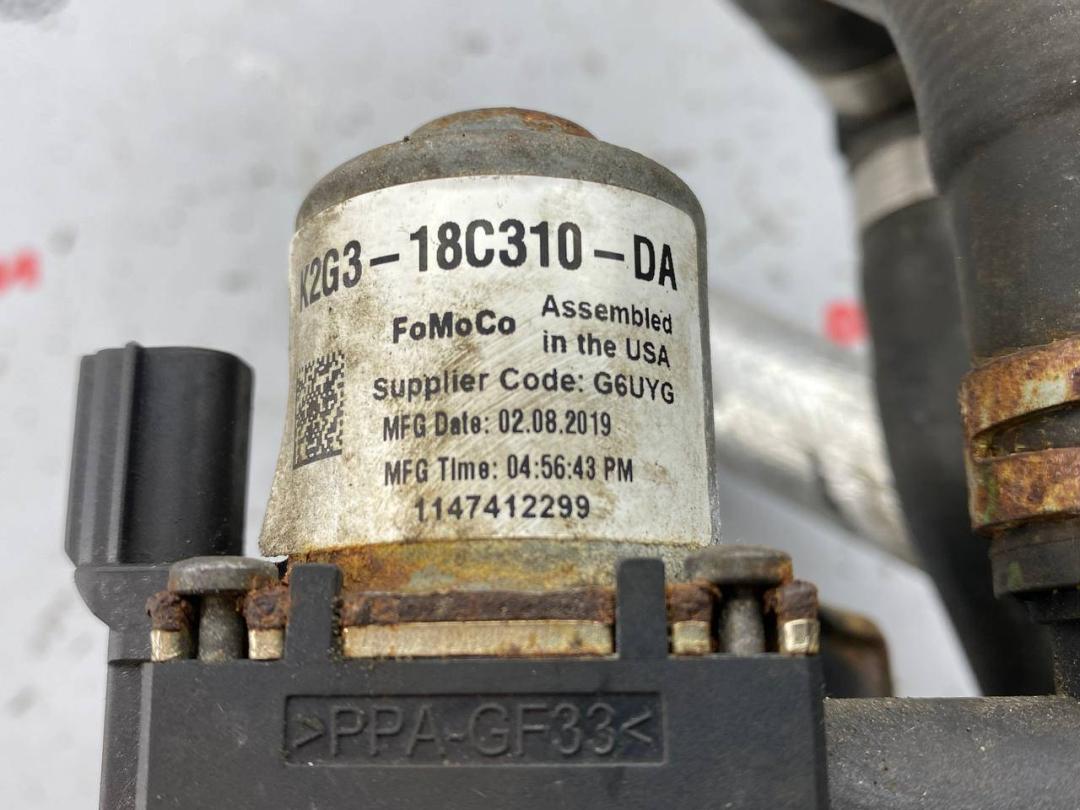 K2G3-18C310-DA
FoMoCo
Assembled
in the USA
Supplier Code: G6UYG
MFG Date: 02.08.2019
MFG Time: 04:56:43 PM
1147412299
>PPA-GF33<